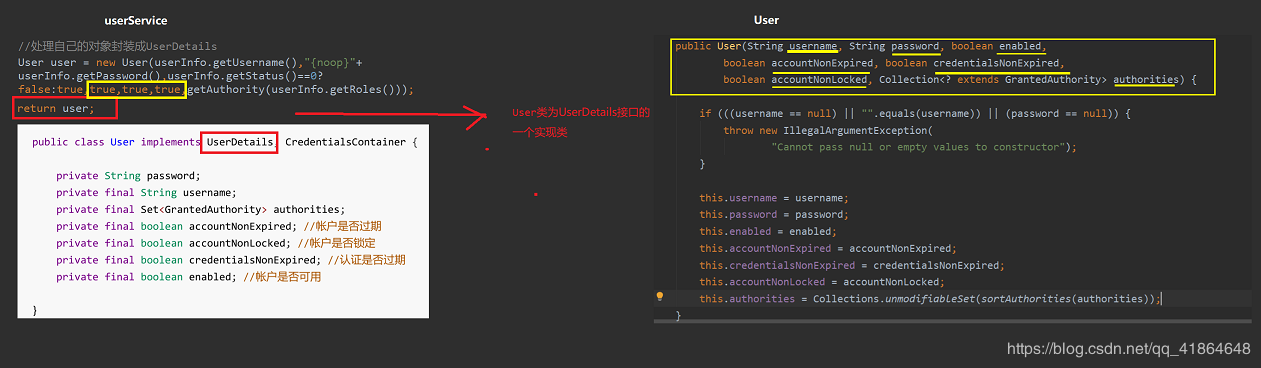 userService
//处理自己的对象封装成UserDetails
User user = new User(userInfo.getUsername(),"{noop}"+
userInfo.getPassword(),userInfo.getStatus()==0?
false:true,true,true,true,getAuthority(userInfo.getRoles()));
return user;
public class User implements UserDetails, CredentialsContainer {
private String password;
private final String username;
private final Set<GrantedAuthority> authorities;
private final boolean accountNonExpired; //帐户是否过期
private final boolean accountNonLocked; //帐户是否锁定
private final boolean credentialsNonExpired; //认证是否过期
private final boolean enabled; //帐户是否可用
}
User类为UserDetails接口的
一个实现类
User
public User(String username, String password, boolean enabled,
boolean accountNonExpired, boolean credentialsNonExpired,
boolean accountNonLocked, Collection<? extends GrantedAuthority> authorities) {
if (((username == null) || "".equals(username)) || (password == null)) {
throw new IllegalArgumentException(
"Cannot pass null or empty values to constructor");
}
this.username = username;
this.password = password;
this.enabled = enabled;
this.accountNonExpired = accountNonExpired;
this.credentialsNonExpired = credentialsNonExpired;
this.accountNonLocked = accountNonLocked;
this.authorities = Collections.unmodifiableSet(sortAuthorities(authorities));
}
https://blog.csdn.net/qq_41864648